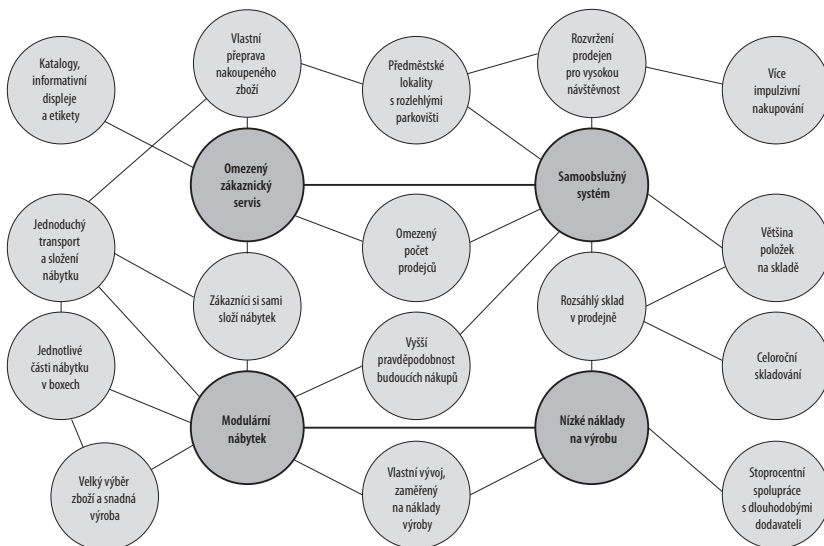 Katalogy,
informativní
displeje
a etikety
Vlastní
přeprava
nakoupeného
zboží
Předměstské
lokality
s rozlehlými
parkovišti
Rozvržení
prodejen
pro vysokou
návštěvnost
Více
impulzivní
nakupování
Omezený
zákaznický
servis
Samoobslužný
systém
Jednoduchý
transport
a složení
nábytku
Omezený
počet
prodejců
Většina
položek
na skladě
Zákazníci si sami
složí nábytek
Rozsáhlý sklad
v prodejně
Jednotlivé
části nábytku
v boxech
Vyšší
pravděpodobnost
budoucích nákupů
Celoroční
skladování
Modulární
nábytek
Nízké náklady
na výrobu
Velký výběr
zboží a snadná
výroba
Vlastní vývoj,
zaměřený
na náklady
výroby
Stoprocentní
spolupráce
s dlouhodobými
dodavateli